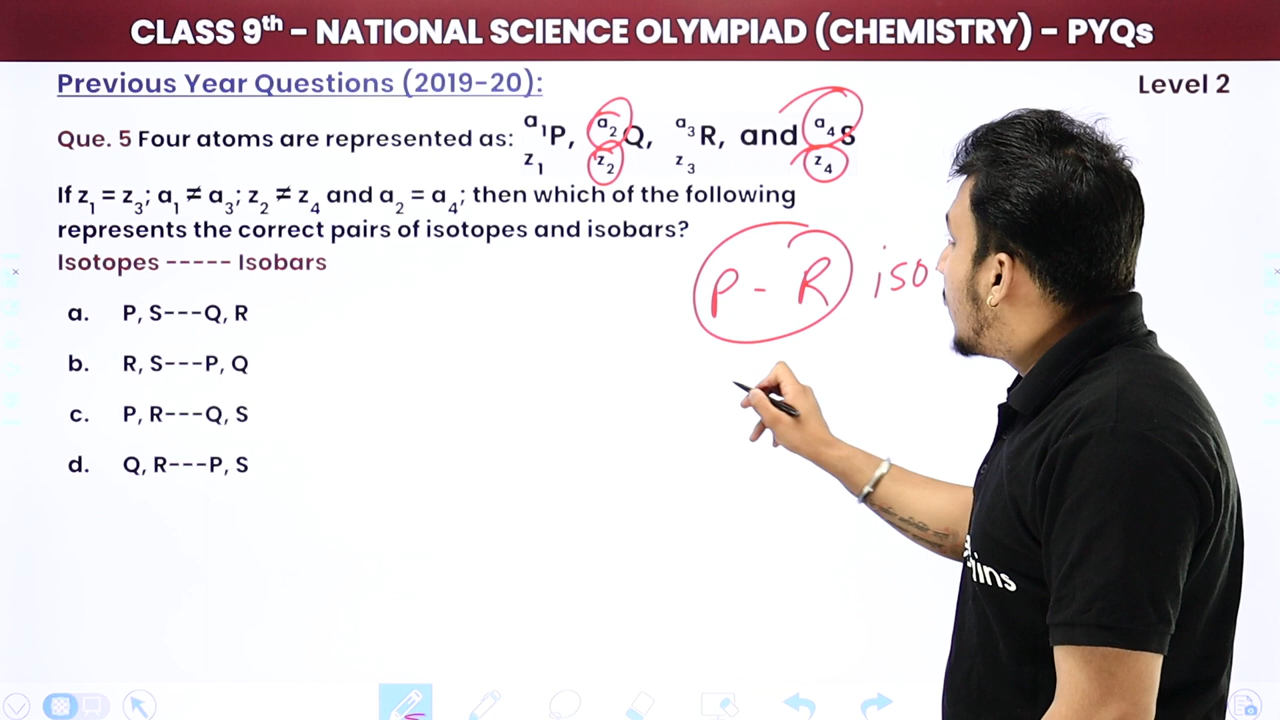 CLASS 9th – NATIONAL SCIENCE OLYMPIAD (CHEMISTRY) – PYQs
Previous Year Questions (2019-20):
Level 2
Que. 5 Four atoms are represented as: a1 z1 P, a2 z2 Q, a3 z3 R, and a4 z4 S
If z1 = z3; a1 ≠ a3; z2 ≠ z4 and a2 = a4; then which of the following
represents the correct pairs of isotopes and isobars?
Isotopes ----- Isobars
P - R iso
a. P, S---Q, R
b. R, S---P, Q
c. P, R---Q, S
d. Q, R---P, S